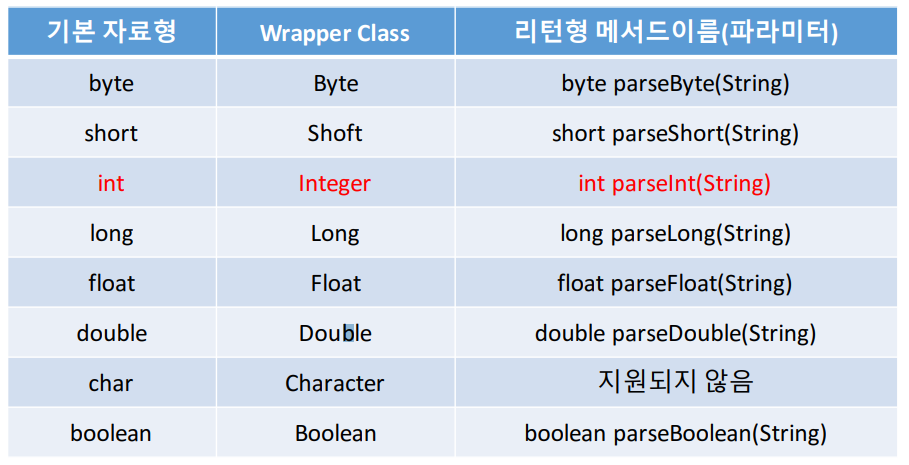 기본 자료형 Wrapper Class 리턴형 메서드이름(파라미터)
byte Byte byte parseByte(String)
short Shoft short parseShort(String)
int Integer int parseInt(String)
long Long long parseLong(String)
float Float float parseFloat(String)
double Double double parseDouble(String)
char Character 지원되지 않음
boolean Boolean boolean parseBoolean(String)